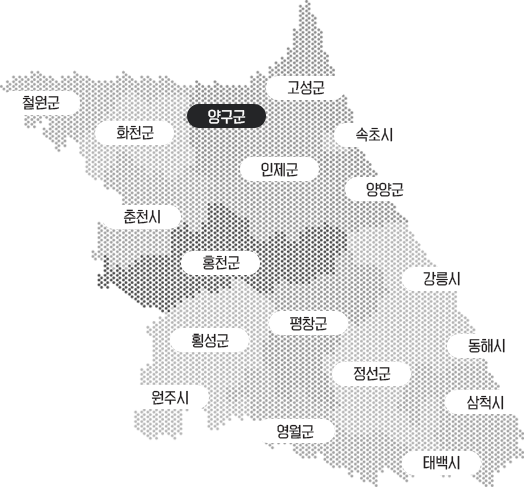 고성군
철원군
양구군
화천군
속초시
인제군
양양군
춘천시
홍천군
강릉시
평창군
횡성군
동해시
정선군
원주시
삼척시
영월군
태백시